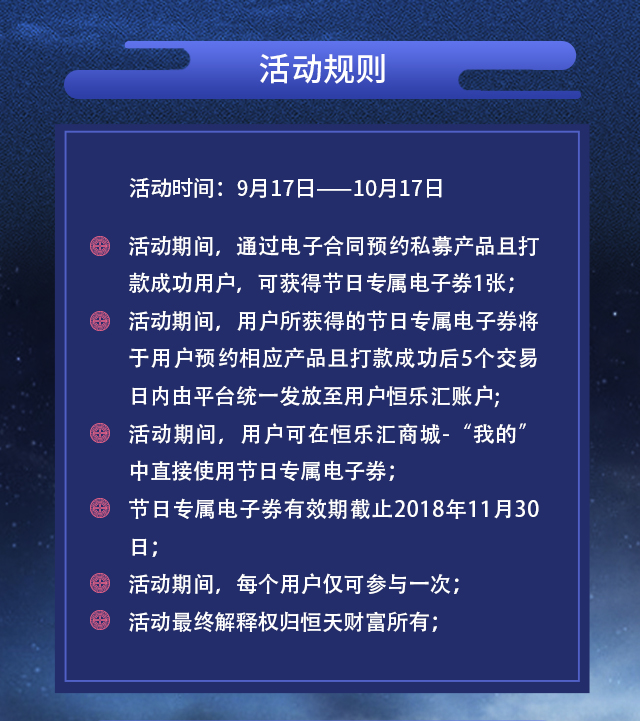 活动规则
活动时间：9月17日——10月17日
活动期间，通过电子合同预约私募产品且打
款成功用户，可获得节日专属电子券1张；
活动期间，用户所获得的节日专属电子券将
于用户预约相应产品且打款成功后5个交易
日内由平台统一发放至用户恒乐汇账户；
活动期间，用户可在恒乐汇商城-“我的”
中直接使用节日专属电子券；
节日专属电子券有效期截止2018年11月30
日；
活动期间，每个用户仅可参与一次；
活动最终解释权归恒天财富所有；